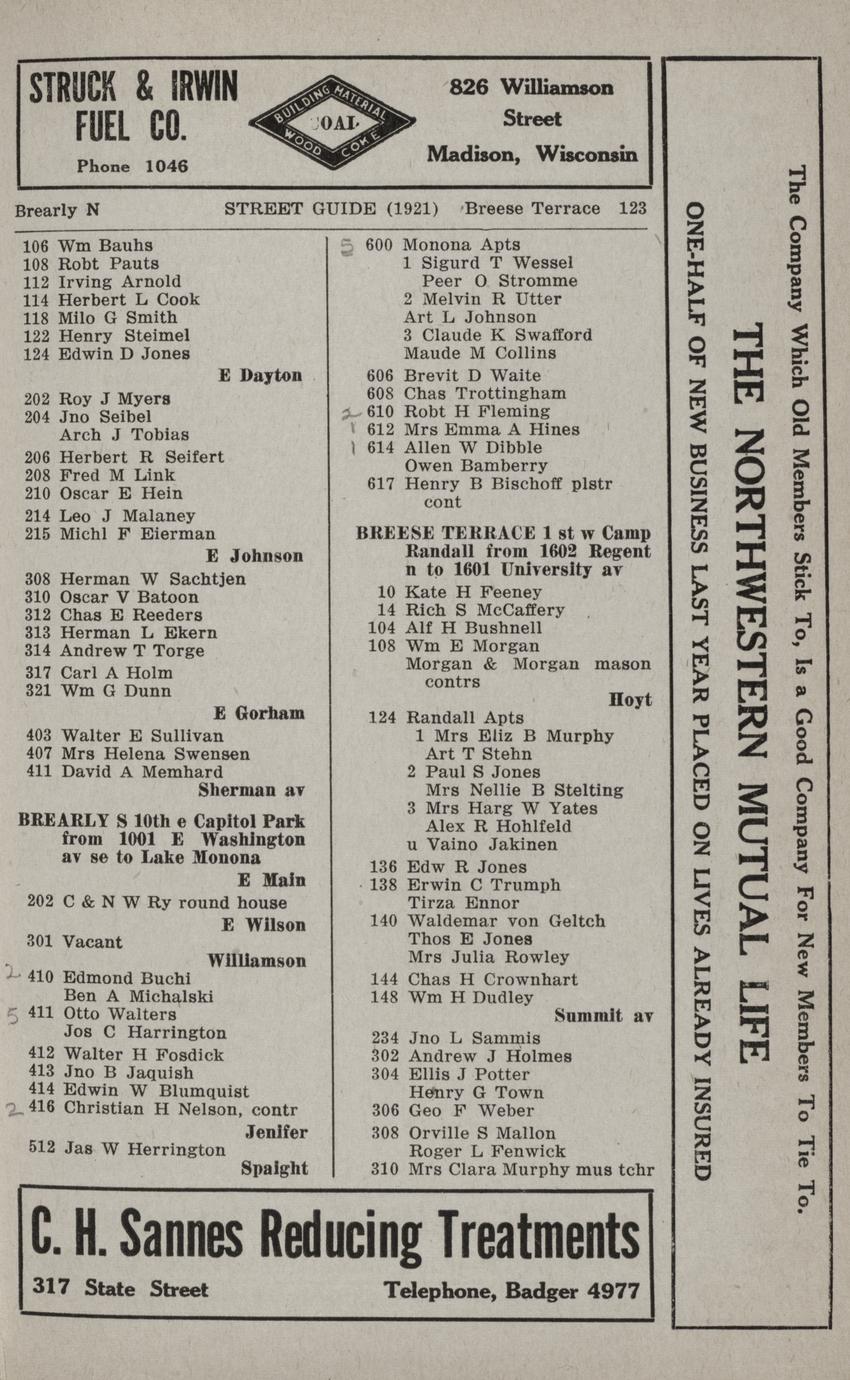 STRUCK & IRWIN
FUEL CO.
Phone 1046
BUILDING MATERIAL
COAL
WOOD COKE
826 Williamson
Street
Madison, Wisconsin
Brearly N STREET GUIDE (1921) Breese Terrace 123
106 Wm Bauhs
108 Robt Pauts
112 Irving Arnold
114 Herbert L Cook
118 Milo G Smith
122 Henry Steimel
124 Edwin D Jones
E Dayton
202 Roy J Myers
204 Jno Seibel
Arch J Tobias
206 Herbert R Seifert
208 Fred M Link
210 Oscar E Hein
214 Leo J Malaney
215 Michl F Eierman
E Johnson
308 Herman W Sachtjen
310 Oscar V Batoon
312 Chas E Reeders
313 Herman L Ekern
314 Andrew T Torge
317 Carl A Holm
321 Wm G Dunn
E Gorham
403 Walter E Sullivan
407 Mrs Helena Swensen
411 David A Memhard
Sherman av
BREARLY S 10th e Capitol Park
from 1001 E Washington
av se to Lake Monona
E Main
202 C & N W Ry round house
E Wilson
301 Vacant
Williamson
2 410 Edmond Buchi
Ben A Michalski
5 411 Otto Walters
Jos C Harrington
412 Walter H Fosdick
413 Jno B Jaquish
414 Edwin W Blumquist
2 416 Christian H Nelson, contr
Jenifer
512 Jas W Herrington
Spaight
5 600 Monona Apts
1 Sigurd T Wessel
Peer O Stromme
2 Melvin R Utter
Art L Johnson
3 Claude K Swafford
Maude M Collins
606 Brevit D Waite
608 Chas Trottingham
2 610 Robt H Fleming
1 612 Mrs Emma A Hines
1 614 Allen W Dibble
Owen Bamberry
617 Henry B Bischoff plstr
cont
BREESE TERRACE 1 st w Camp
Randall from 1602 Regent
n to 1601 University av
10 Kate H Feeney
14 Rich S McCaffery
104 Alf H Bushnell
108 Wm E Morgan
Morgan & Morgan mason
contrs
Hoyt
124 Randall Apts
1 Mrs Eliz B Murphy
Art T Stehn
2 Paul S Jones
Mrs Nellie B Stelting
3 Mrs Harg W Yates
Alex R Hohlfeld
u Vaino Jakinen
136 Edw R Jones
138 Erwin C Trumph
Tirza Ennor
140 Waldemar von Geltch
Thos E Jones
Mrs Julia Rowley
144 Chas H Crownhart
148 Wm H Dudley
Summit av
234 Jno L Sammis
302 Andrew J Holmes
304 Ellis J Potter
Henry G Town
306 Geo F Weber
308 Orville S Mallon
Roger L Fenwick
310 Mrs Clara Murphy mus tchr
C. H. Sannes Reducing Treatments
317 State Street Telephone, Badger 4977
The Company Which Old Members Stick To, Is a Good Company For New Members To Tie To.
THE NORTHWESTERN MUTUAL LIFE
ONE-HALF OF NEW BUSINESS LAST YEAR PLACED ON LIVES ALREADY INSURED